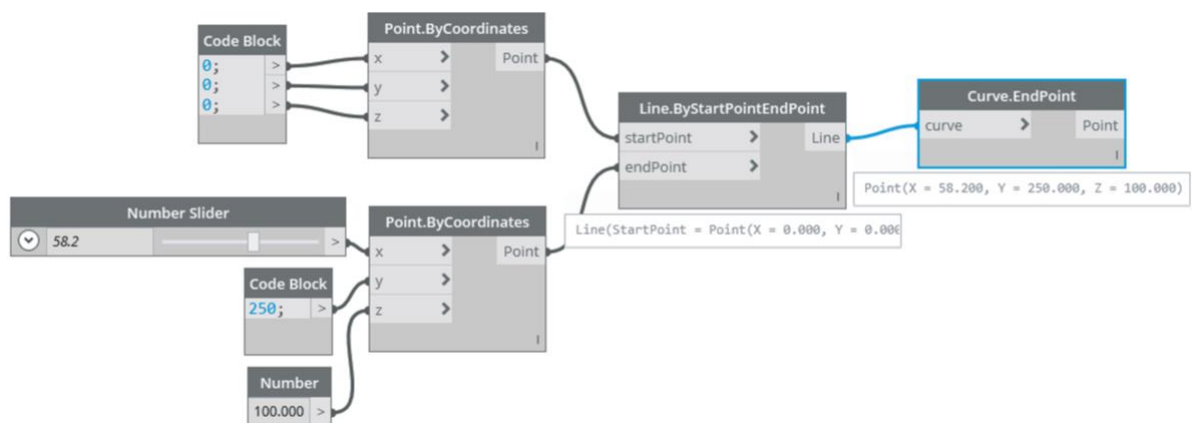 Code Block
0; >
0; >
0; >
Point.ByCoordinates
x > Point
y >
z >
l
Number Slider
58.2 >
Code Block
250; >
Number
100.000 >
Point.ByCoordinates
x > Point
y >
z >
l
Line.ByStartPointEndPoint
startPoint > Line
endPoint >
l
Line(StartPoint = Point(X = 0.000, Y = 0.000
Curve.EndPoint
curve > Point
l
Point(X = 58.200, Y = 250.000, Z = 100.000)